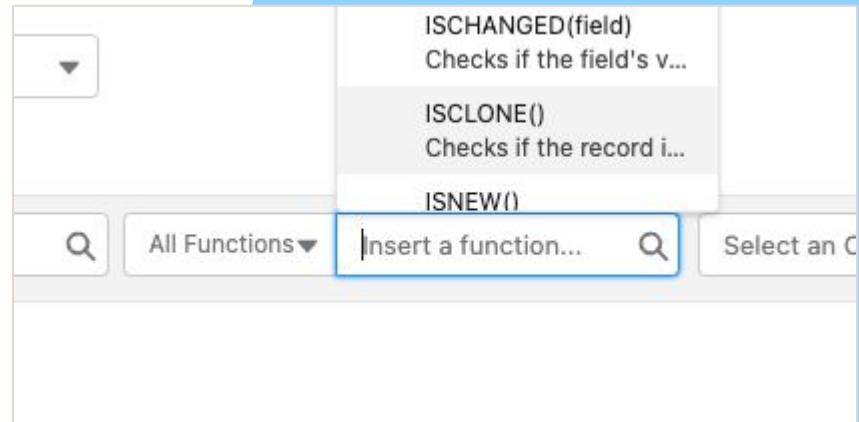 ISCHANGED(field)
Checks if the field's v...
ISCLONE()
Checks if the record i...
ISNEW()
All Functions
Insert a function...
Select an